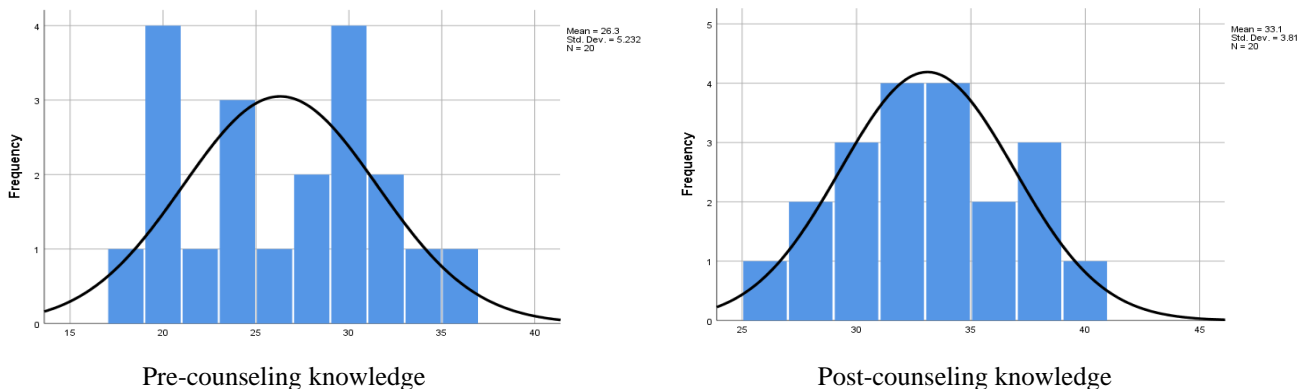 4
3
2
1
0
Frequency
15 20 25 30 35 40
Mean = 26.3
Std. Dev. = 5.232
N = 20
Pre-counseling knowledge
5
4
3
2
1
0
Frequency
25 30 35 40 45
Mean = 33.1
Std. Dev. = 3.81
N = 20
Post-counseling knowledge